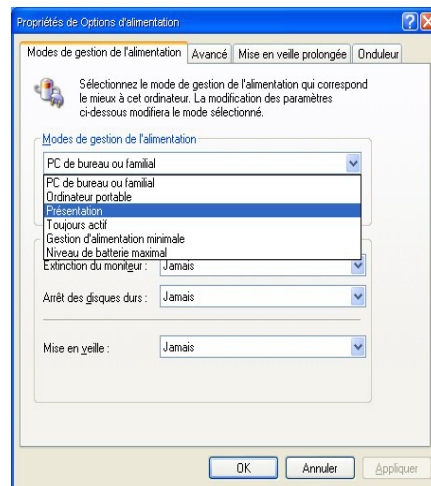 Propriétés de Options d'alimentation
Modes de gestion de l'alimentation Avancé Mise en veille prolongée Onduleur
Sélectionnez le mode de gestion de l'alimentation qui correspond
le mieux à cet ordinateur. La modification des paramètres
ci-dessous modifiera le mode sélectionné.
Modes de gestion de l'alimentation
PC de bureau ou familial
PC de bureau ou familial
Ordinateur portable
Présentation
Toujours actif
Gestion d'alimentation minimale
Niveau de batterie maximal
Extinction du moniteur : Jamais
Arrêt des disques durs : Jamais
Mise en veille : Jamais
OK Annuler Appliquer